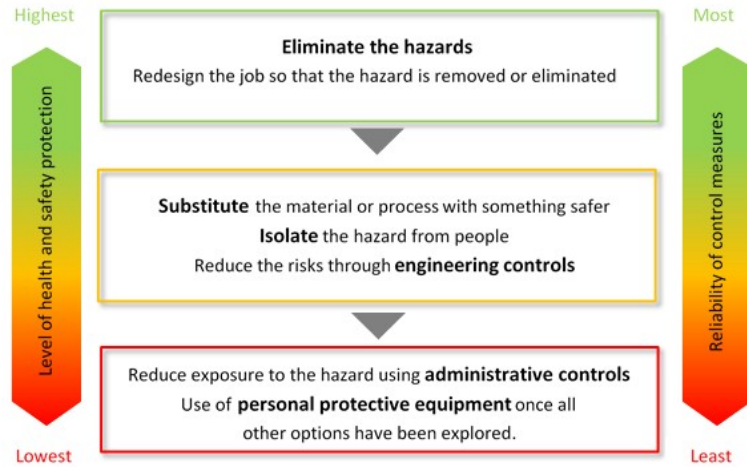 Highest
Most
Eliminate the hazards
Redesign the job so that the hazard is removed or eliminated
Level of health and safety protection
Substitute the material or process with something safer
Isolate the hazard from people
Reduce the risks through engineering controls
Reliability of control measures
Reduce exposure to the hazard using administrative controls
Use of personal protective equipment once all
other options have been explored.
Lowest
Least